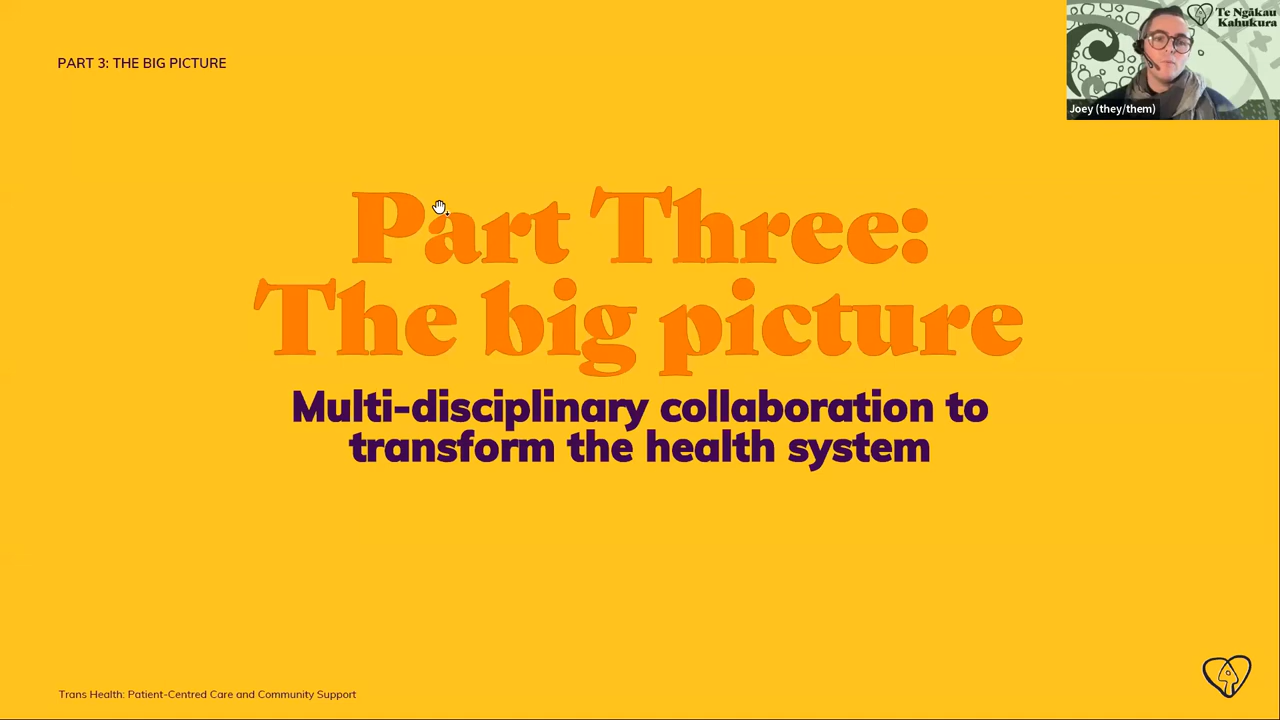 PART 3: THE BIG PICTURE
Te Ngākau
Kahukura
Joey (they/them)
Part Three:
The big picture
Multi-disciplinary collaboration to
transform the health system
Trans Health: Patient-Centred Care and Community Support